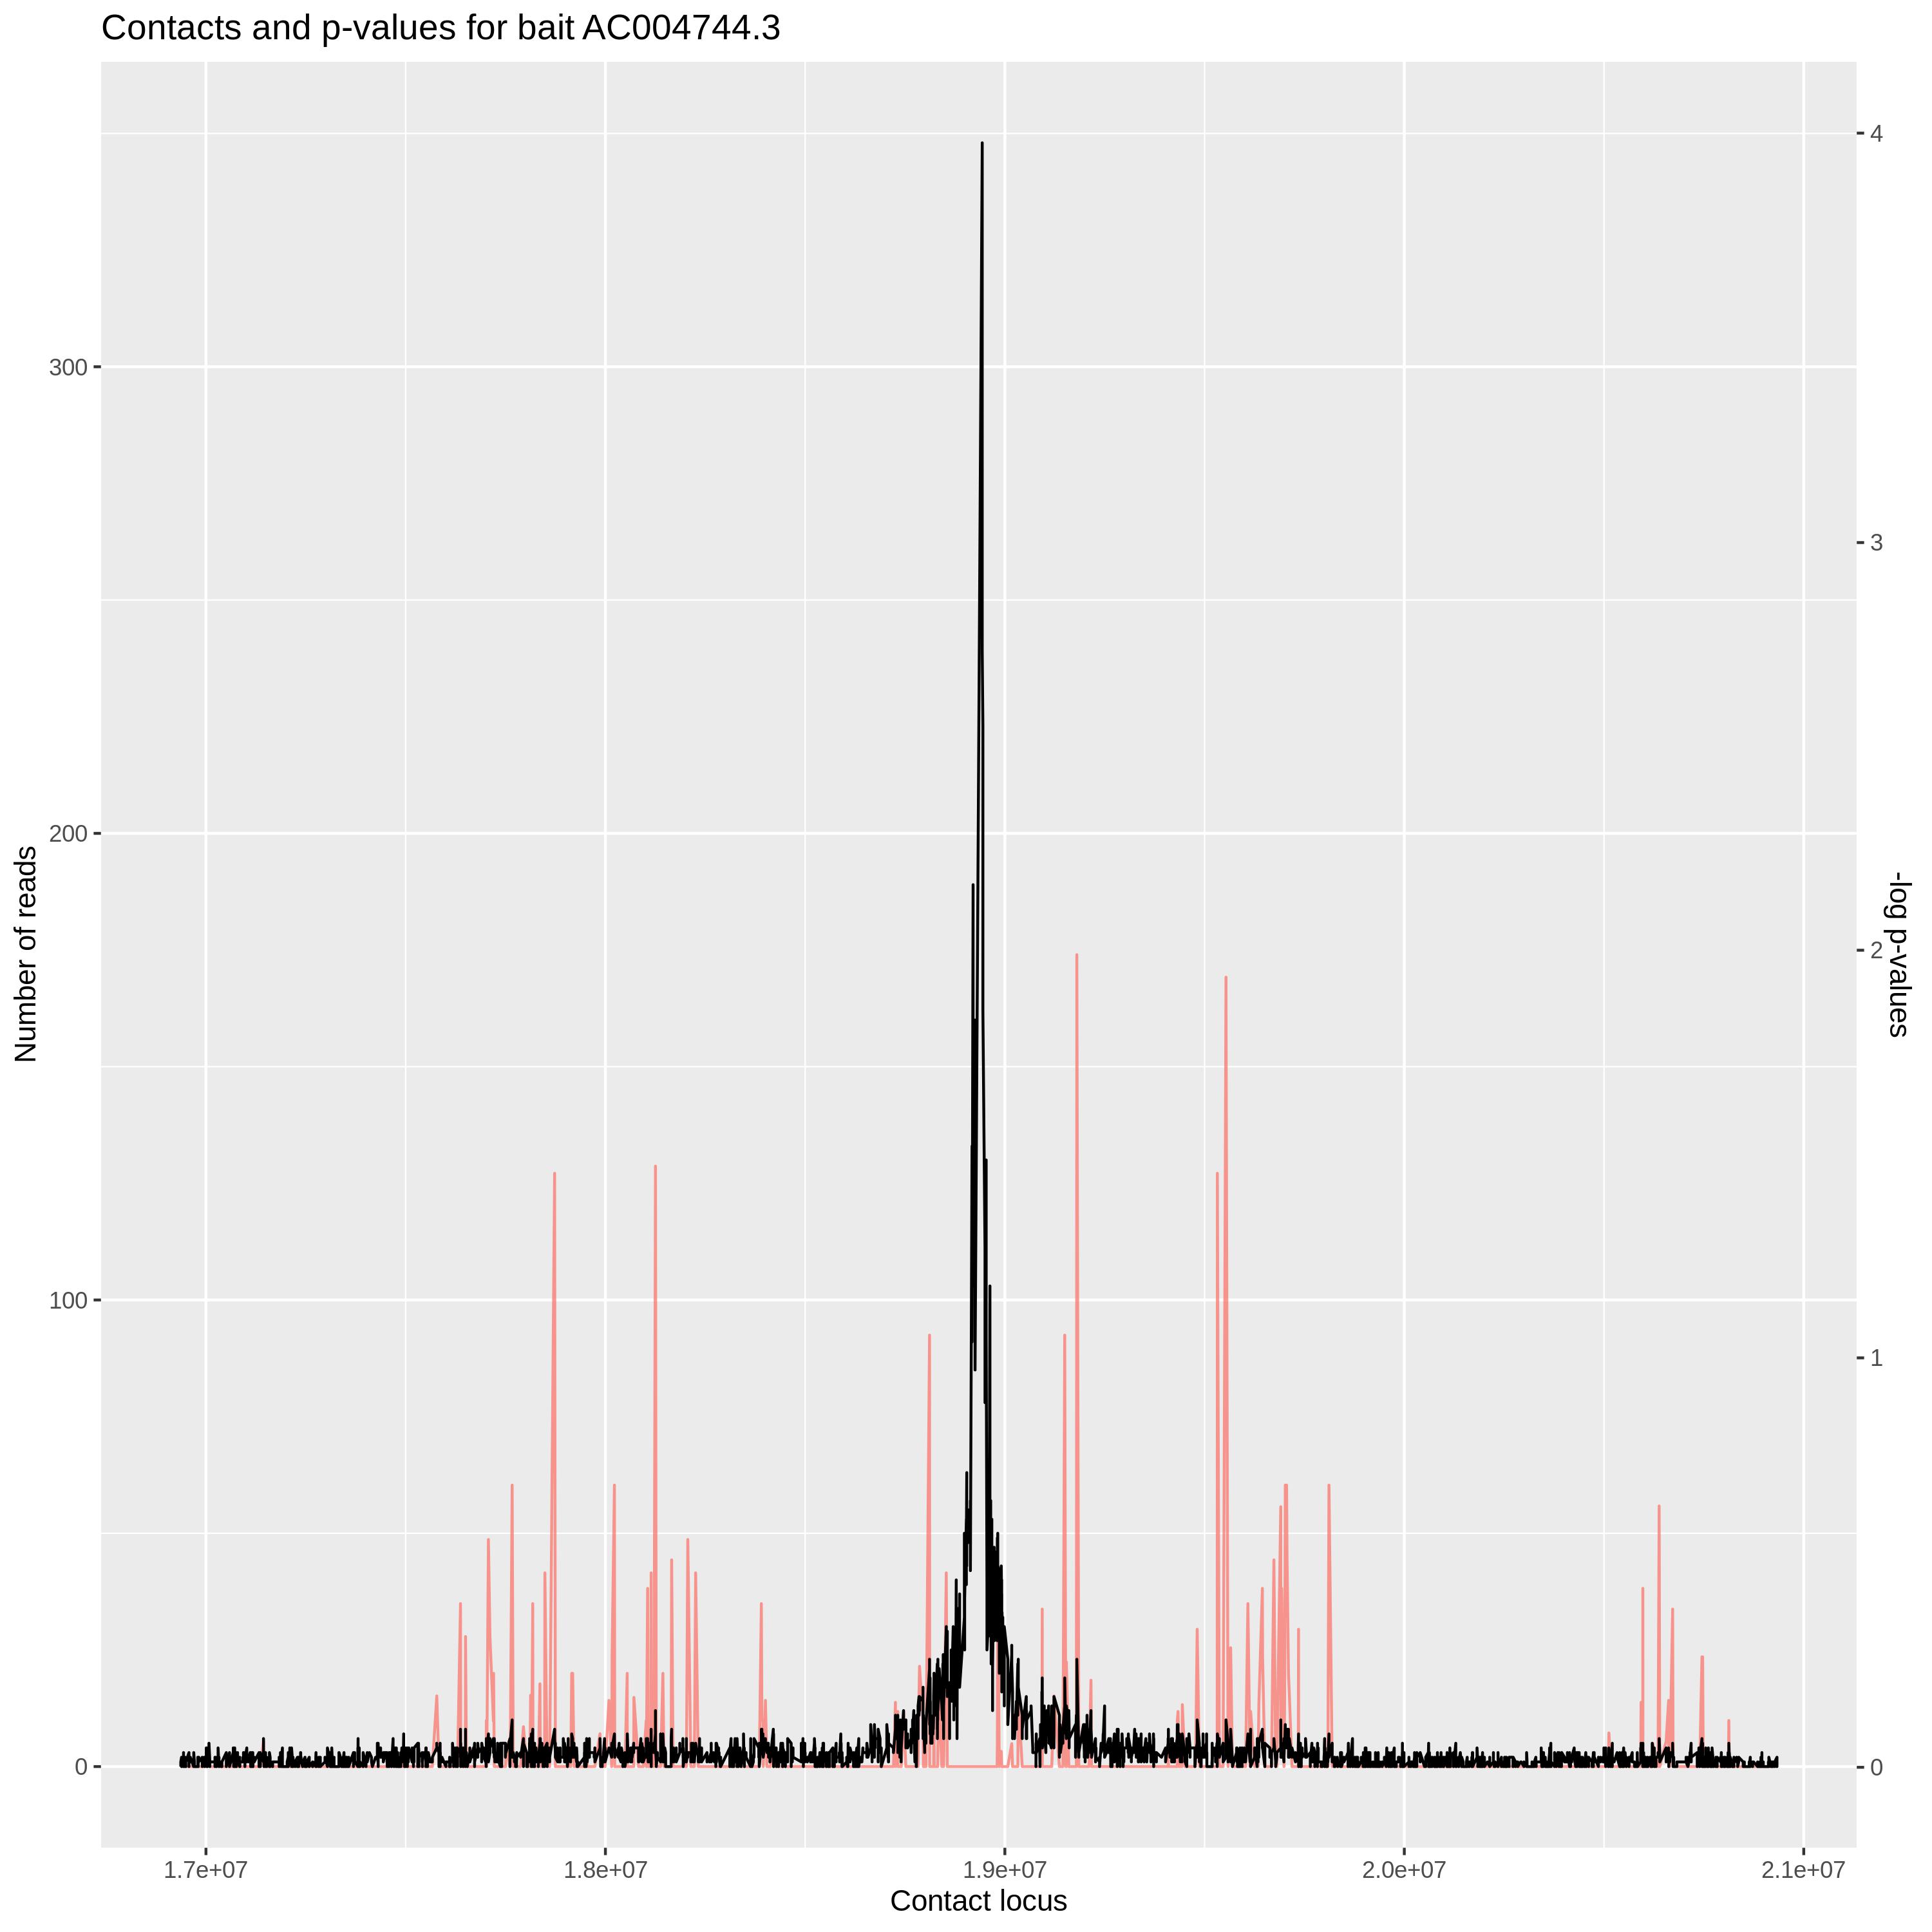 Contacts and p-values for bait AC004744.3
4
300
3
200
2
100
1
0
0
Number of reads
-log p-values
1.7e+07
1.8e+07
1.9e+07
2.0e+07
2.1e+07
Contact locus